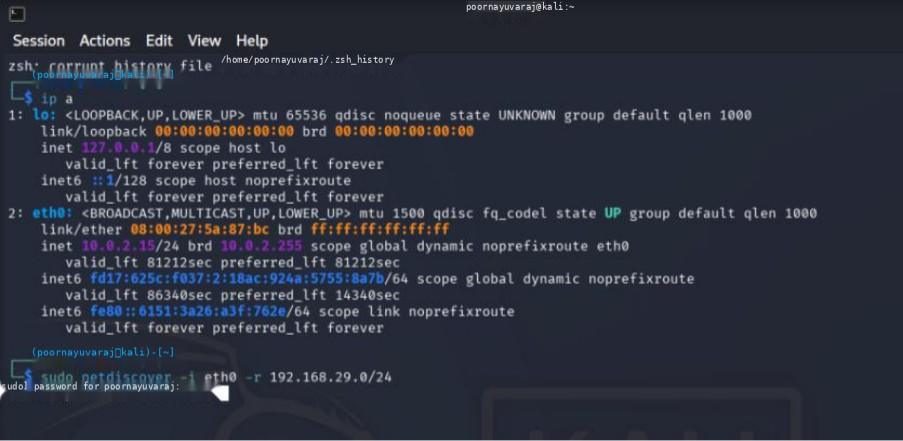 poornayuvaraj@kali:~
Session Actions Edit View Help
zsh: corrupt history file /home/poornayuvaraj/.zsh_history
(poornayuvaraj㉿kali)-[~]
$ ip a
1: lo: <LOOPBACK,UP,LOWER_UP> mtu 65536 qdisc noqueue state UNKNOWN group default qlen 1000
link/loopback 00:00:00:00:00:00 brd 00:00:00:00:00:00
inet 127.0.0.1/8 scope host lo
valid_lft forever preferred_lft forever
inet6 ::1/128 scope host noprefixroute
valid_lft forever preferred_lft forever
2: eth0: <BROADCAST,MULTICAST,UP,LOWER_UP> mtu 1500 qdisc fq_codel state UP group default qlen 1000
link/ether 08:00:27:5a:87:bc brd ff:ff:ff:ff:ff:ff
inet 10.0.2.15/24 brd 10.0.2.255 scope global dynamic noprefixroute eth0
valid_lft 81212sec preferred_lft 81212sec
inet6 fd17:625c:f037:2:18ac:924a:5755:8a7b/64 scope global dynamic noprefixroute
valid_lft 86340sec preferred_lft 14340sec
inet6 fe80::6151:3a26:a3f:762e/64 scope link noprefixroute
valid_lft forever preferred_lft forever
(poornayuvaraj㉿kali)-[~]
$ sudo netdiscover -i eth0 -r 192.168.29.0/24
sudo] password for poornayuvaraj: